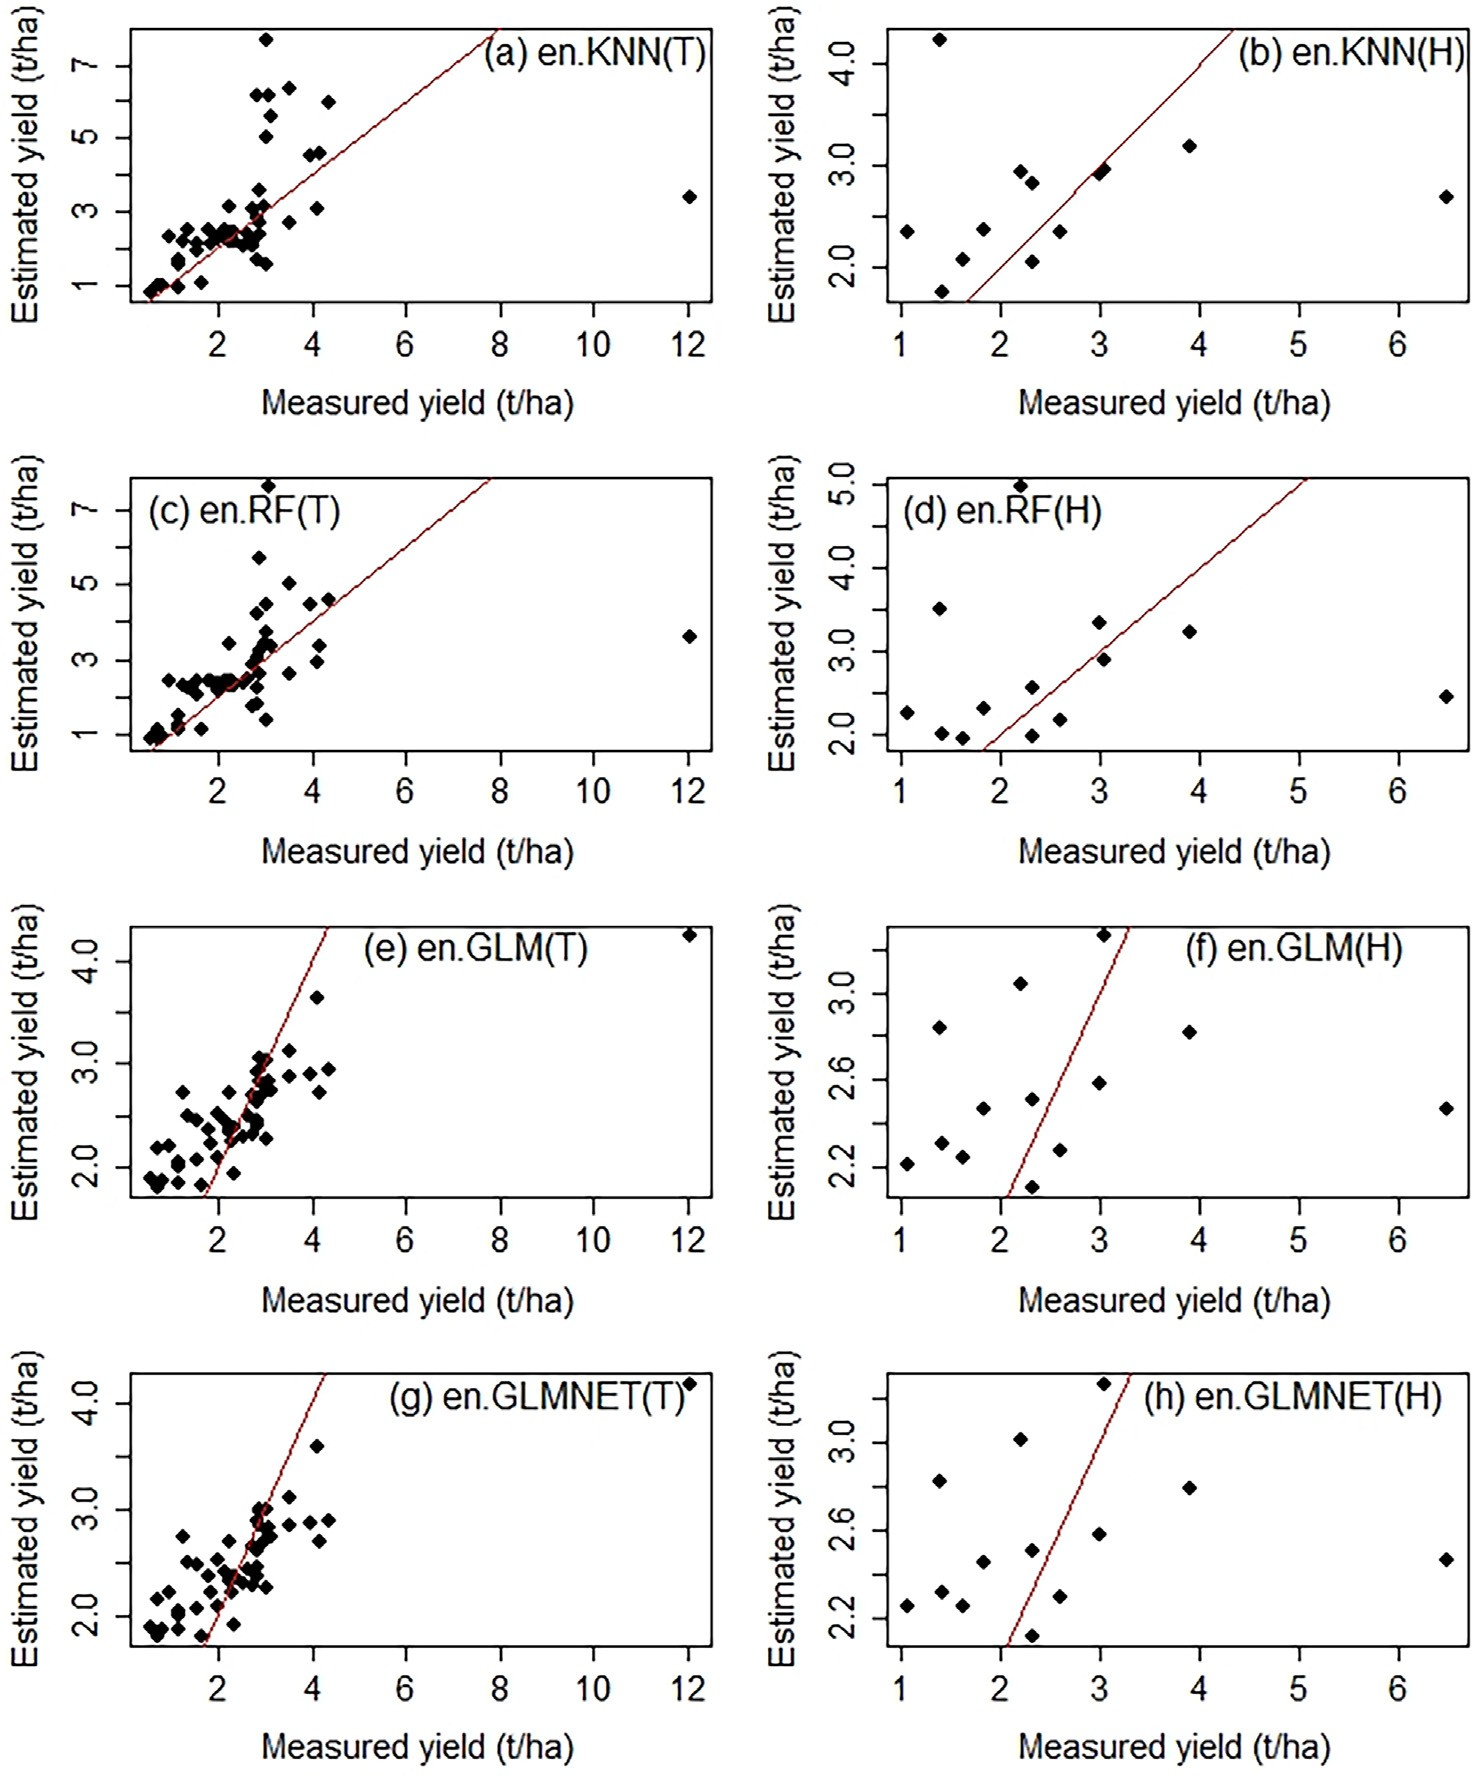 Estimated yield (t/ha)
7
5
3
1
(a) en.KNN(T)
2 4 6 8 10 12
Measured yield (t/ha)
Estimated yield (t/ha)
4.0
3.0
2.0
(b) en.KNN(H)
1 2 3 4 5 6
Measured yield (t/ha)
Estimated yield (t/ha)
7
5
3
1
(c) en.RF(T)
2 4 6 8 10 12
Measured yield (t/ha)
Estimated yield (t/ha)
5.0
4.0
3.0
2.0
(d) en.RF(H)
1 2 3 4 5 6
Measured yield (t/ha)
Estimated yield (t/ha)
4.0
3.0
2.0
(e) en.GLM(T)
2 4 6 8 10 12
Measured yield (t/ha)
Estimated yield (t/ha)
3.0
2.6
2.2
(f) en.GLM(H)
1 2 3 4 5 6
Measured yield (t/ha)
Estimated yield (t/ha)
4.0
3.0
2.0
(g) en.GLMNET(T)
2 4 6 8 10 12
Measured yield (t/ha)
Estimated yield (t/ha)
3.0
2.6
2.2
(h) en.GLMNET(H)
1 2 3 4 5 6
Measured yield (t/ha)